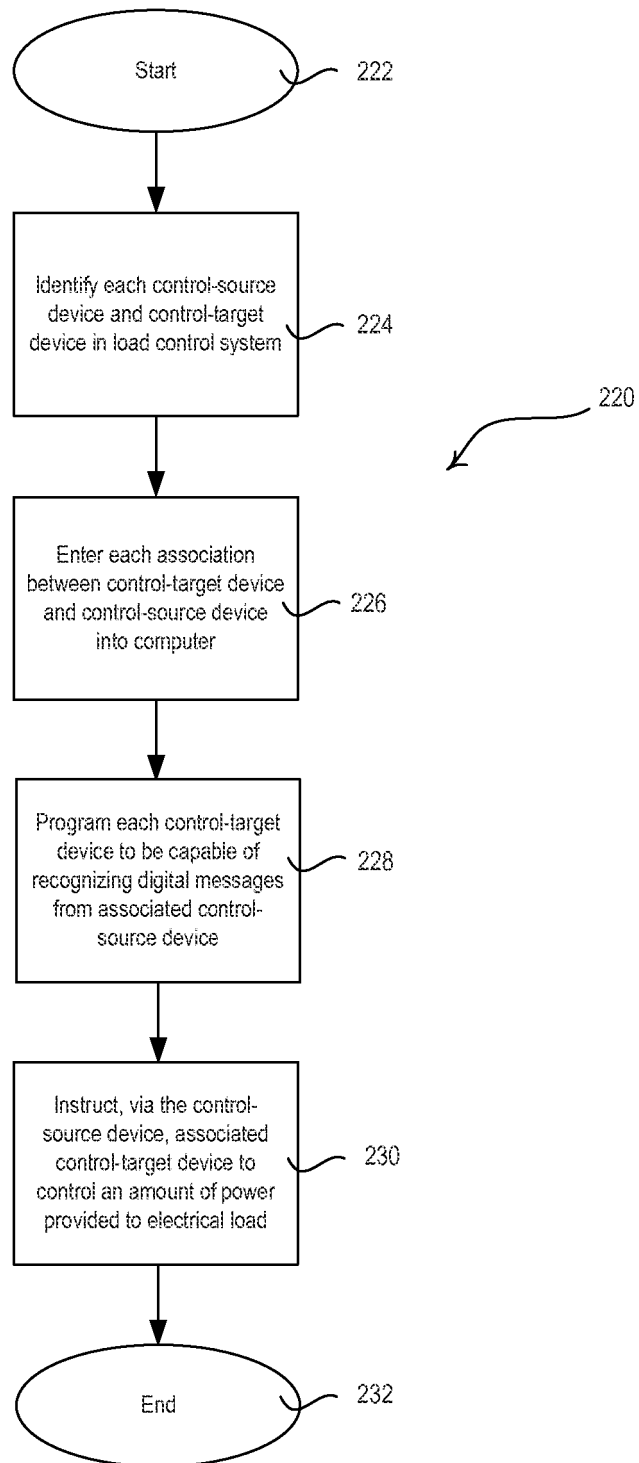 Start
222
Identify each control-source
device and control-target
device in load control system
224
220
Enter each association
between control-target device
and control-source device
into computer
226
Program each control-target
device to be capable of
recognizing digital messages
from associated control-
source device
228
Instruct, via the control-
source device, associated
control-target device to
control an amount of power
provided to electrical load
230
End
232